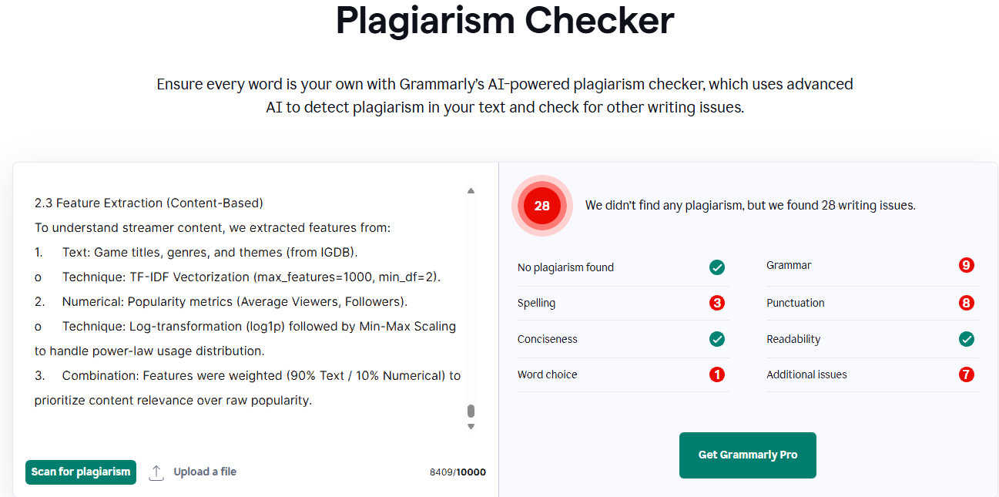 Plagiarism Checker
Ensure every word is your own with Grammarly's AI-powered plagiarism checker, which uses advanced
AI to detect plagiarism in your text and check for other writing issues.
2.3 Feature Extraction (Content-Based)
To understand streamer content, we extracted features from:
1. Text: Game titles, genres, and themes (from IGDB).
o Technique: TF-IDF Vectorization (max_features=1000, min_df=2).
2. Numerical: Popularity metrics (Average Viewers, Followers).
o Technique: Log-transformation (log1p) followed by Min-Max Scaling
to handle power-law usage distribution.
3. Combination: Features were weighted (90% Text / 10% Numerical) to
prioritize content relevance over raw popularity.
Scan for plagiarism
Upload a file
8409/10000
28
We didn't find any plagiarism, but we found 28 writing issues.
No plagiarism found
Grammar 9
Spelling 3
Punctuation 8
Conciseness
Readability
Word choice 1
Additional issues 7
Get Grammarly Pro